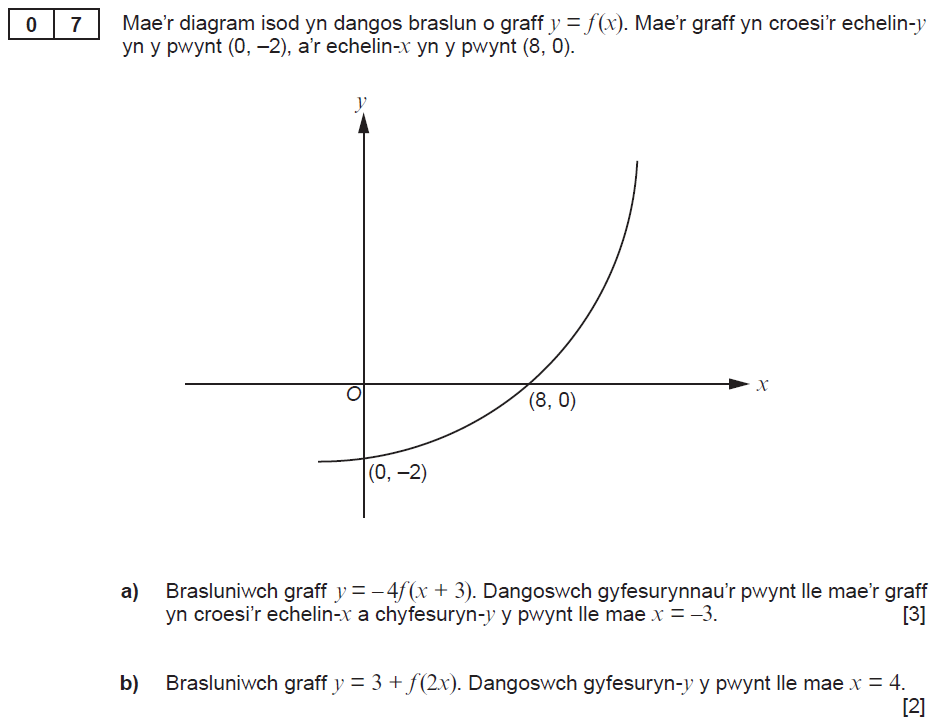 0 7 Mae'r diagram isod yn dangos braslun o graff y = f(x). Mae'r graff yn croesi'r echelin-y
yn y pwynt (0, –2), a'r echelin-x yn y pwynt (8, 0).
y
O
x
(8, 0)
(0, –2)
a) Brasluniwch graff y = –4f(x + 3). Dangoswch gyfesurynnau'r pwynt lle mae'r graff
yn croesi'r echelin-x a chyfesuryn-y y pwynt lle mae x = –3. [3]
b) Brasluniwch graff y = 3 + f(2x). Dangoswch gyfesuryn-y y pwynt lle mae x = 4.
[2]